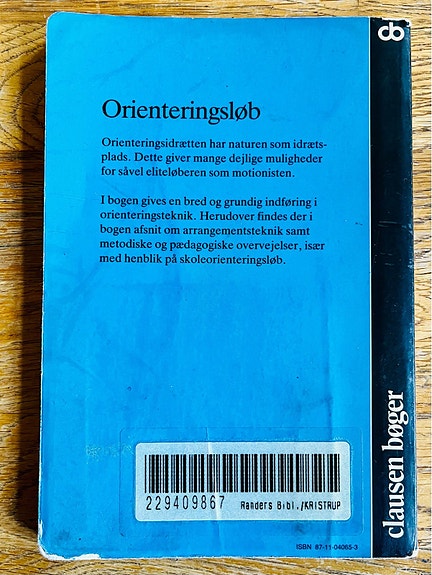 Orienteringsløb
Orienteringsidrætten har naturen som idræts-
plads. Dette giver mange dejlige muligheder
for såvel eliteløberen som motionisten.
I bogen gives en bred og grundig indføring i
orienteringsteknik. Herudover findes der i
bogen afsnit om arrangementsteknik samt
metodiske og pædagogiske overvejelser, især
med henblik på skoleorienteringsløb.
cb
clausen bøger
229409867 Randers Bibl./KRISTRUP
ISBN 87-11-04065-3